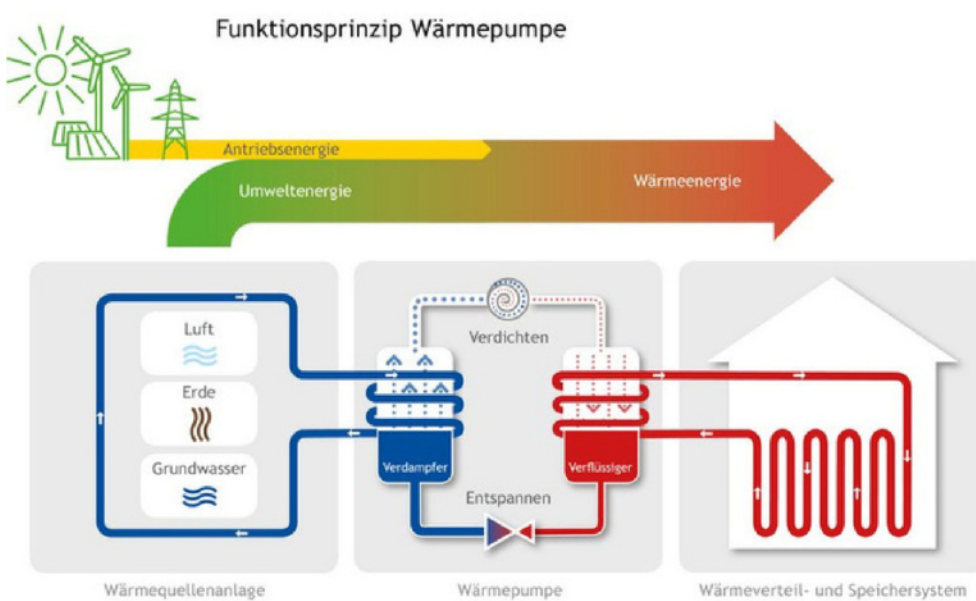 Funktionsprinzip Wärmepumpe
Antriebsenergie
Umweltenergie
Wärmeenergie
Luft
Erde
Grundwasser
Verdichten
Verdampfer
Verflüssiger
Entspannen
Wärmequellenanlage
Wärmepumpe
Wärmeverteil- und Speichersystem